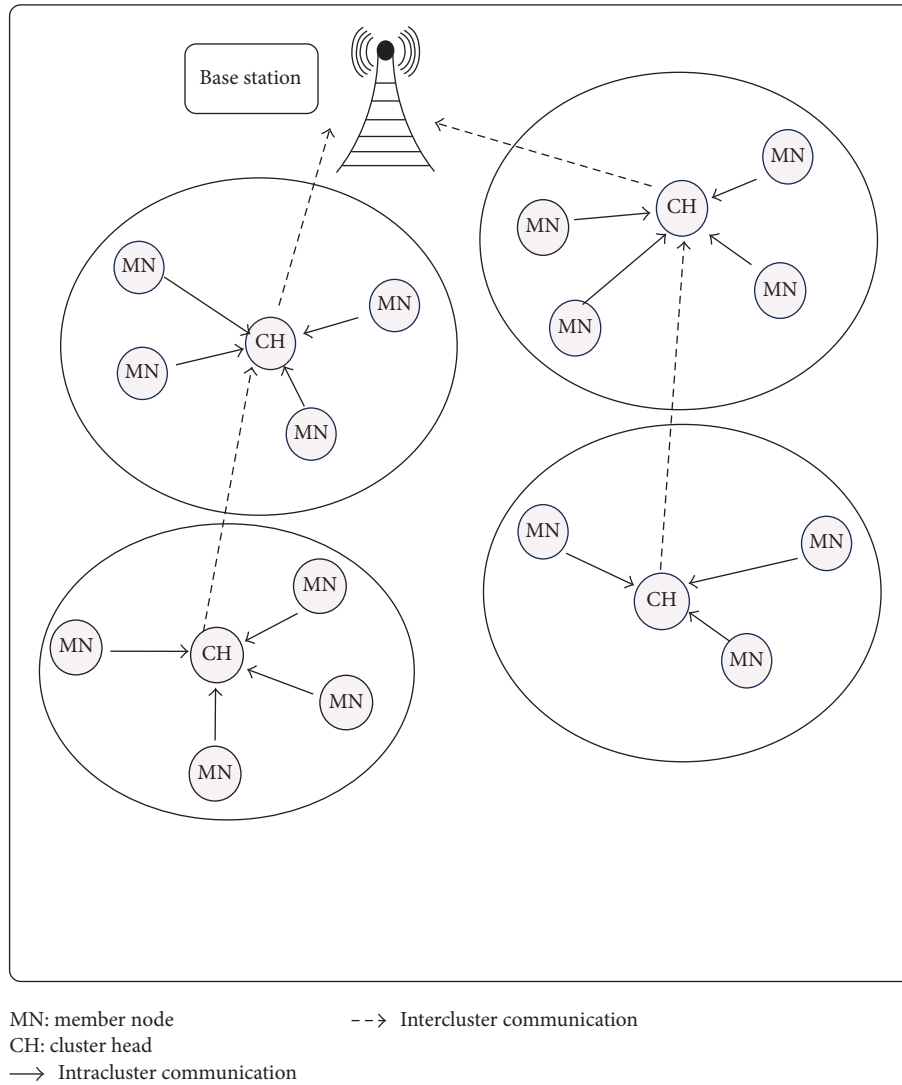 Base station
MN
MN
CH
MN
MN
MN
MN
CH
MN
MN
MN
MN
MN
CH
MN
MN
MN
CH
MN
MN
MN: member node
CH: cluster head
Intracluster communication
Intercluster communication